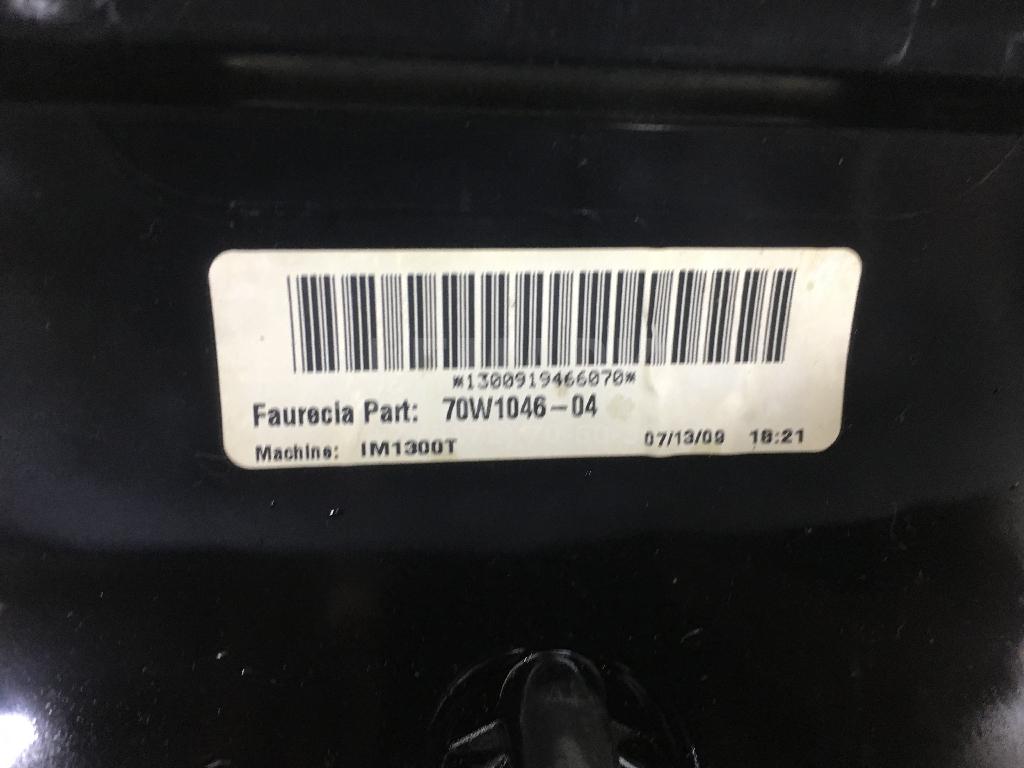 *1300919466070*
Faurecia Part: 70W1046-04
Machine: IM1300T 07/13/09 18:21